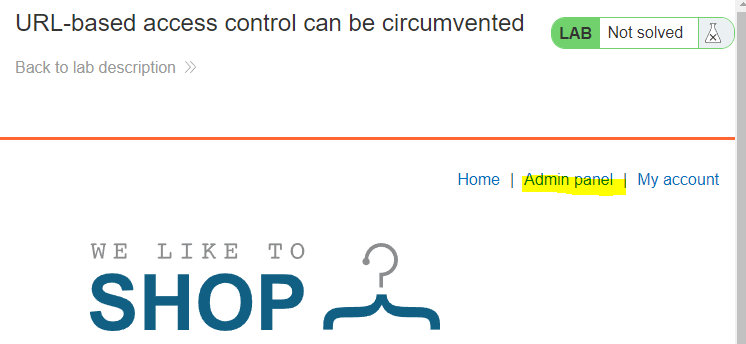 URL-based access control can be circumvented
LAB Not solved
Back to lab description
Home | Admin panel | My account
WE LIKE TO
SHOP